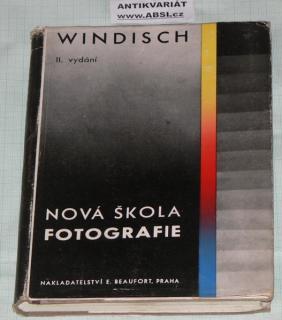 ANTIKVARIÁT
www.ABSI.cz
WINDISCH
II. vydání
NOVÁ ŠKOLA
FOTOGRAFIE
NAKLADATELSTVÍ E. BEAUFORT, PRAHA